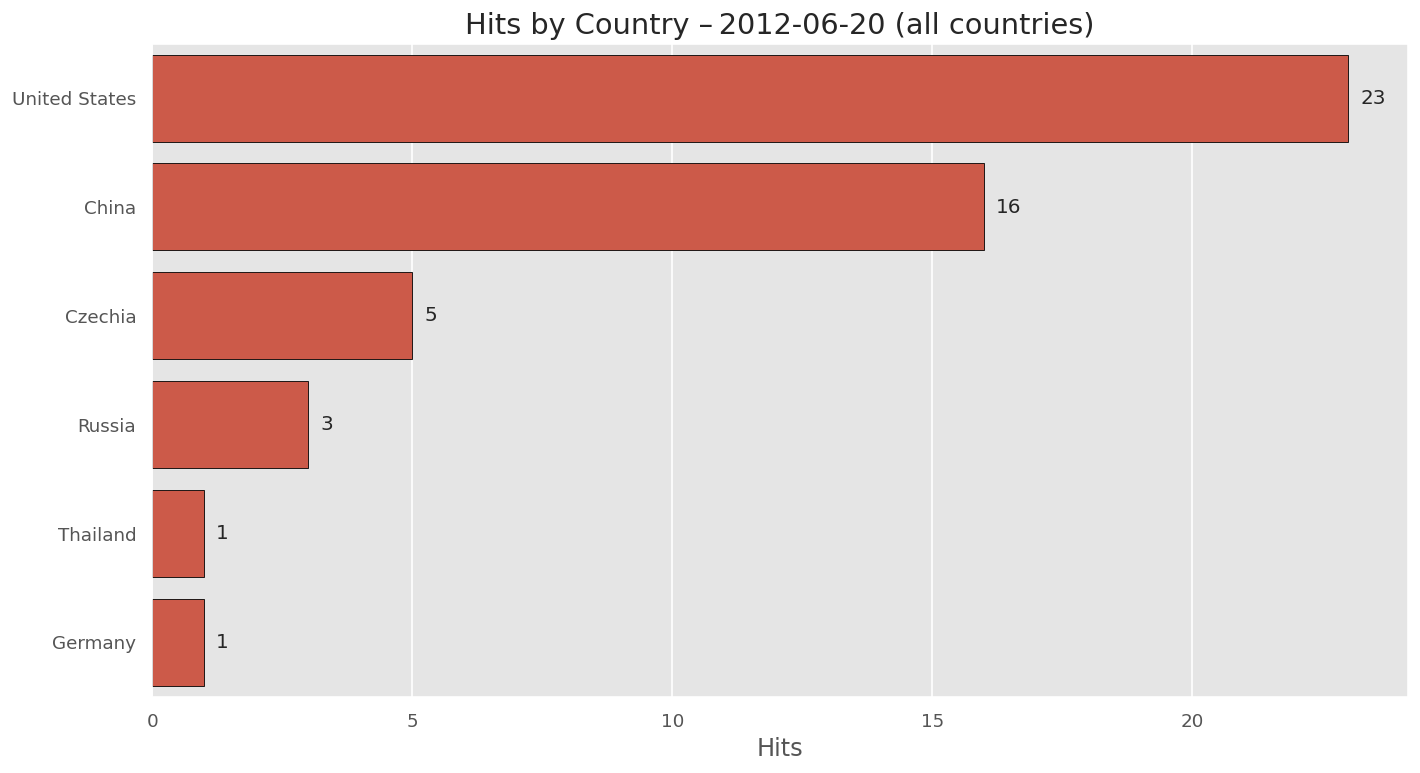 Hits by Country – 2012-06-20 (all countries)
United States 23
China 16
Czechia 5
Russia 3
Thailand 1
Germany 1
0 5 10 15 20
Hits